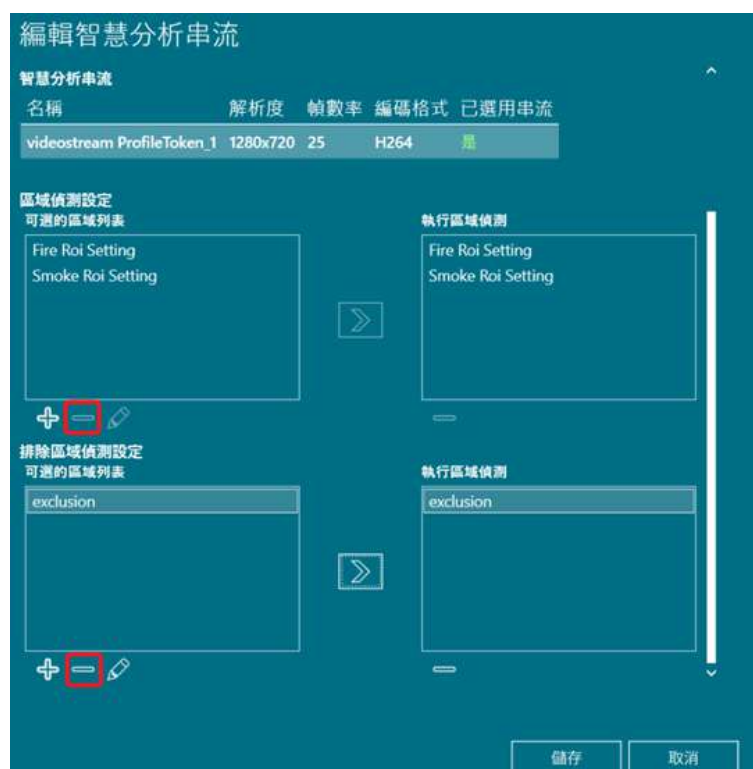 編輯智慧分析串流
智慧分析串流
名稱 解析度 幀數率 編碼格式 已選用串流
videostream ProfileToken_1 1280x720 25 H264 是
區域偵測設定
可選的區域列表 執行區域偵測
Fire Roi Setting Fire Roi Setting
Smoke Roi Setting Smoke Roi Setting
排除區域偵測設定
可選的區域列表 執行區域偵測
exclusion exclusion
儲存 取消